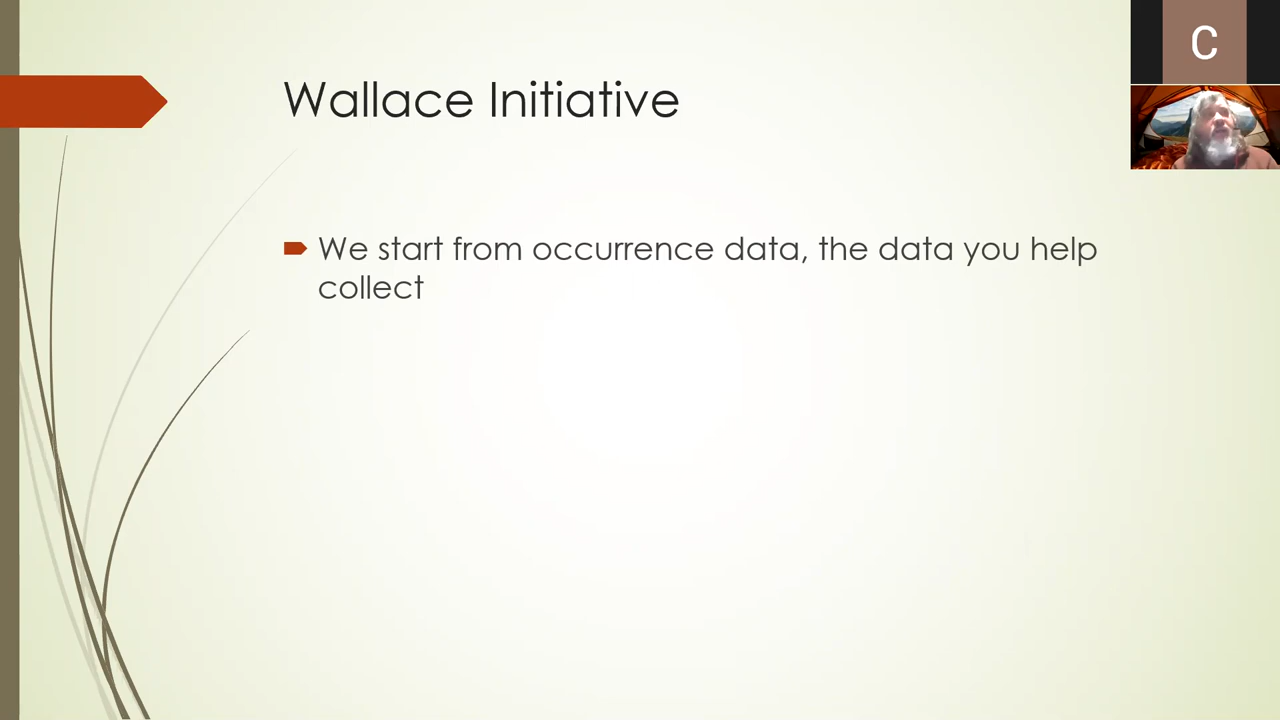 Wallace Initiative
We start from occurrence data, the data you help
collect
C